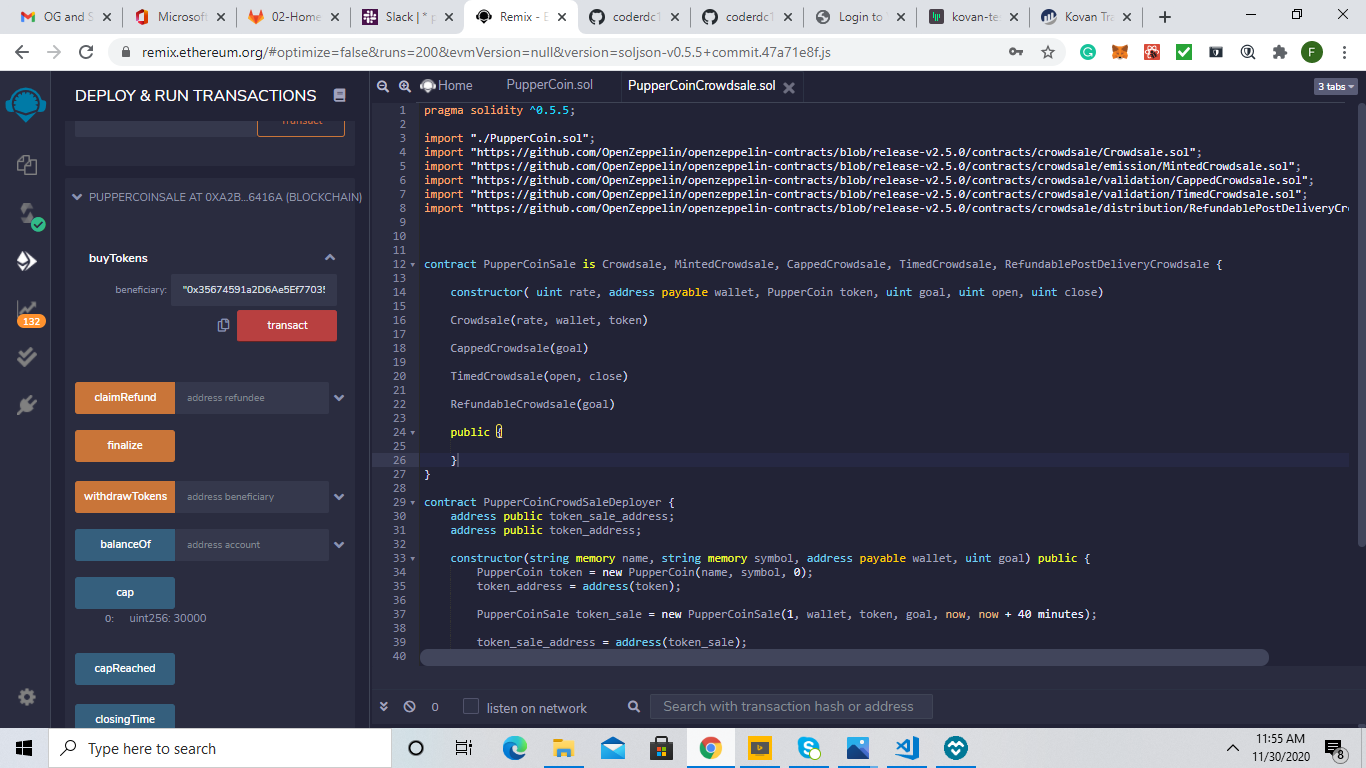 OG and S
Microsoft
02-Home
Slack | * p
Remix - E
coderdc1
coderdc1
Login to
kovan-te
Kovan Tra
remix.ethereum.org/#optimize=false&runs=200&evmVersion=null&version=soljson-v0.5.5+commit.47a71e8f.js
F
DEPLOY & RUN TRANSACTIONS
Home
PupperCoin.sol
PupperCoinCrowdsale.sol
3 tabs
transact
PUPPERCOINSALE AT 0XA2B...6416A (BLOCKCHAIN)
buyTokens
beneficiary:
"0x35674591a2D6Ae5Ef7703
transact
132
claimRefund
address refundee
finalize
withdrawTokens
address beneficiary
balanceOf
address account
cap
0: uint256: 30000
capReached
closingTime
1 pragma solidity ^0.5.5;
2
3 import "./PupperCoin.sol";
4 import "https://github.com/OpenZeppelin/openzeppelin-contracts/blob/release-v2.5.0/contracts/crowdsale/Crowdsale.sol";
5 import "https://github.com/OpenZeppelin/openzeppelin-contracts/blob/release-v2.5.0/contracts/crowdsale/emission/MintedCrowdsale.sol";
6 import "https://github.com/OpenZeppelin/openzeppelin-contracts/blob/release-v2.5.0/contracts/crowdsale/validation/CappedCrowdsale.sol";
7 import "https://github.com/OpenZeppelin/openzeppelin-contracts/blob/release-v2.5.0/contracts/crowdsale/validation/TimedCrowdsale.sol";
8 import "https://github.com/OpenZeppelin/openzeppelin-contracts/blob/release-v2.5.0/contracts/crowdsale/distribution/RefundablePostDeliveryCr
9
10
11
12 contract PupperCoinSale is Crowdsale, MintedCrowdsale, CappedCrowdsale, TimedCrowdsale, RefundablePostDeliveryCrowdsale {
13
14 constructor( uint rate, address payable wallet, PupperCoin token, uint goal, uint open, uint close)
15
16 Crowdsale(rate, wallet, token)
17
18 CappedCrowdsale(goal)
19
20 TimedCrowdsale(open, close)
21
22 RefundableCrowdsale(goal)
23
24 public {
25
26 }
27 }
28
29 contract PupperCoinCrowdSaleDeployer {
30 address public token_sale_address;
31 address public token_address;
32
33 constructor(string memory name, string memory symbol, address payable wallet, uint goal) public {
34 PupperCoin token = new PupperCoin(name, symbol, 0);
35 token_address = address(token);
36
37 PupperCoinSale token_sale = new PupperCoinSale(1, wallet, token, goal, now, now + 40 minutes);
38
39 token_sale_address = address(token_sale);
40
0
listen on network
Search with transaction hash or address
Type here to search
11:55 AM
11/30/2020
8